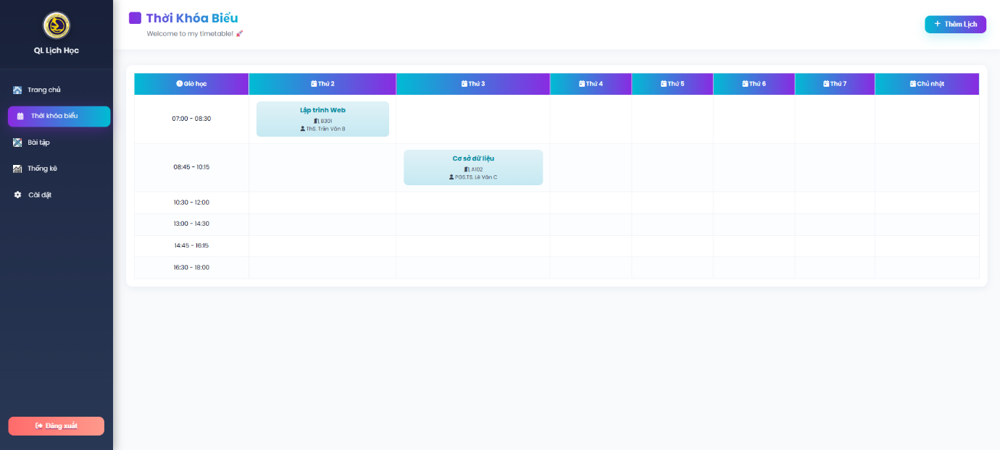 QL Lịch Học
Trang chủ
Thời khóa biểu
Bài tập
Thống kê
Cài đặt
Đăng xuất
Thời Khóa Biểu
Welcome to my timetable! 🚀
+ Thêm Lịch
Giờ học Thứ 2 Thứ 3 Thứ 4 Thứ 5 Thứ 6 Thứ 7 Chủ nhật
07:00 - 08:30
Lập trình Web
B301
ThS. Trần Văn B
08:45 - 10:15
Cơ sở dữ liệu
A102
PGS.TS. Lê Văn C
10:30 - 12:00
13:00 - 14:30
14:45 - 16:15
16:30 - 18:00